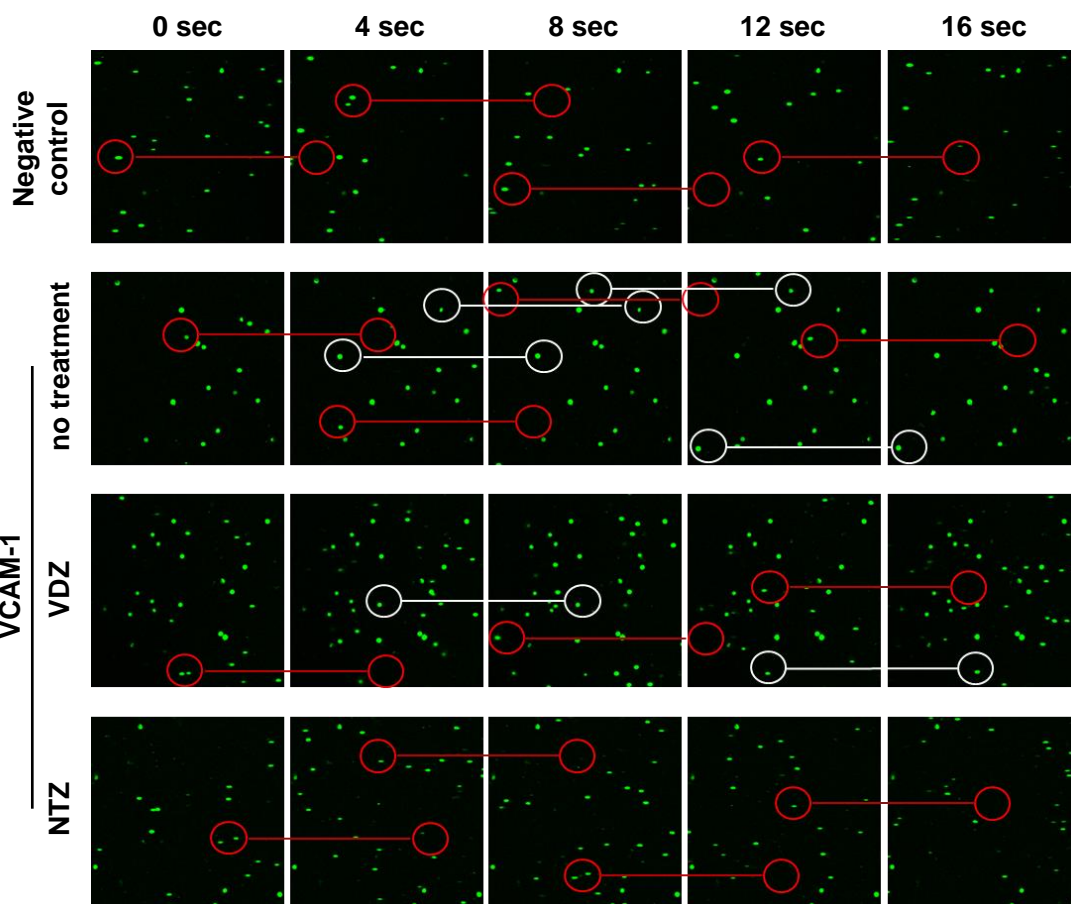 0 sec 4 sec 8 sec 12 sec 16 sec
Negative
control
no treatment
VCAM-1
VDZ
NTZ